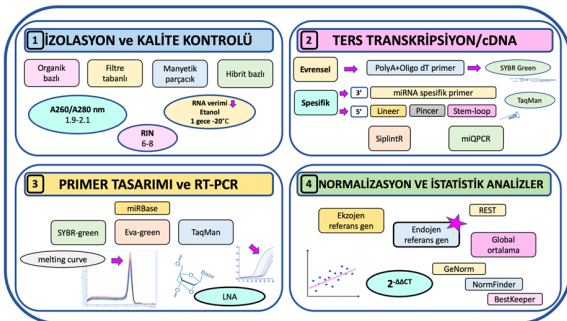 1 İZOLASYON ve KALİTE KONTROLÜ
Organik
bazlı
Filtre
tabanlı
Manyetik
parçacık
Hibrit bazlı
A260/A280 nm
1.9-2.1
RNA verimi
Etanol
1 gece -20°C
RIN
6-8
2 TERS TRANSKRİPSİYON/cDNA
Evrensel
PolyA+Oligo dT primer
SYBR Green
Spesifik
3’
miRNA spesifik primer
5’
Lineer
Pincer
Stem-loop
TaqMan
SiplintR
miQPCR
3 PRIMER TASARIMI ve RT-PCR
miRBase
SYBR-green
Eva-green
TaqMan
melting curve
Base
LNA
4 NORMALİZASYON VE İSTATİSTİK ANALİZLER
Ekzojen
referans gen
Endojen
referans gen
REST
Global
ortalama
2-ΔΔCT
GeNorm
NormFinder
BestKeeper